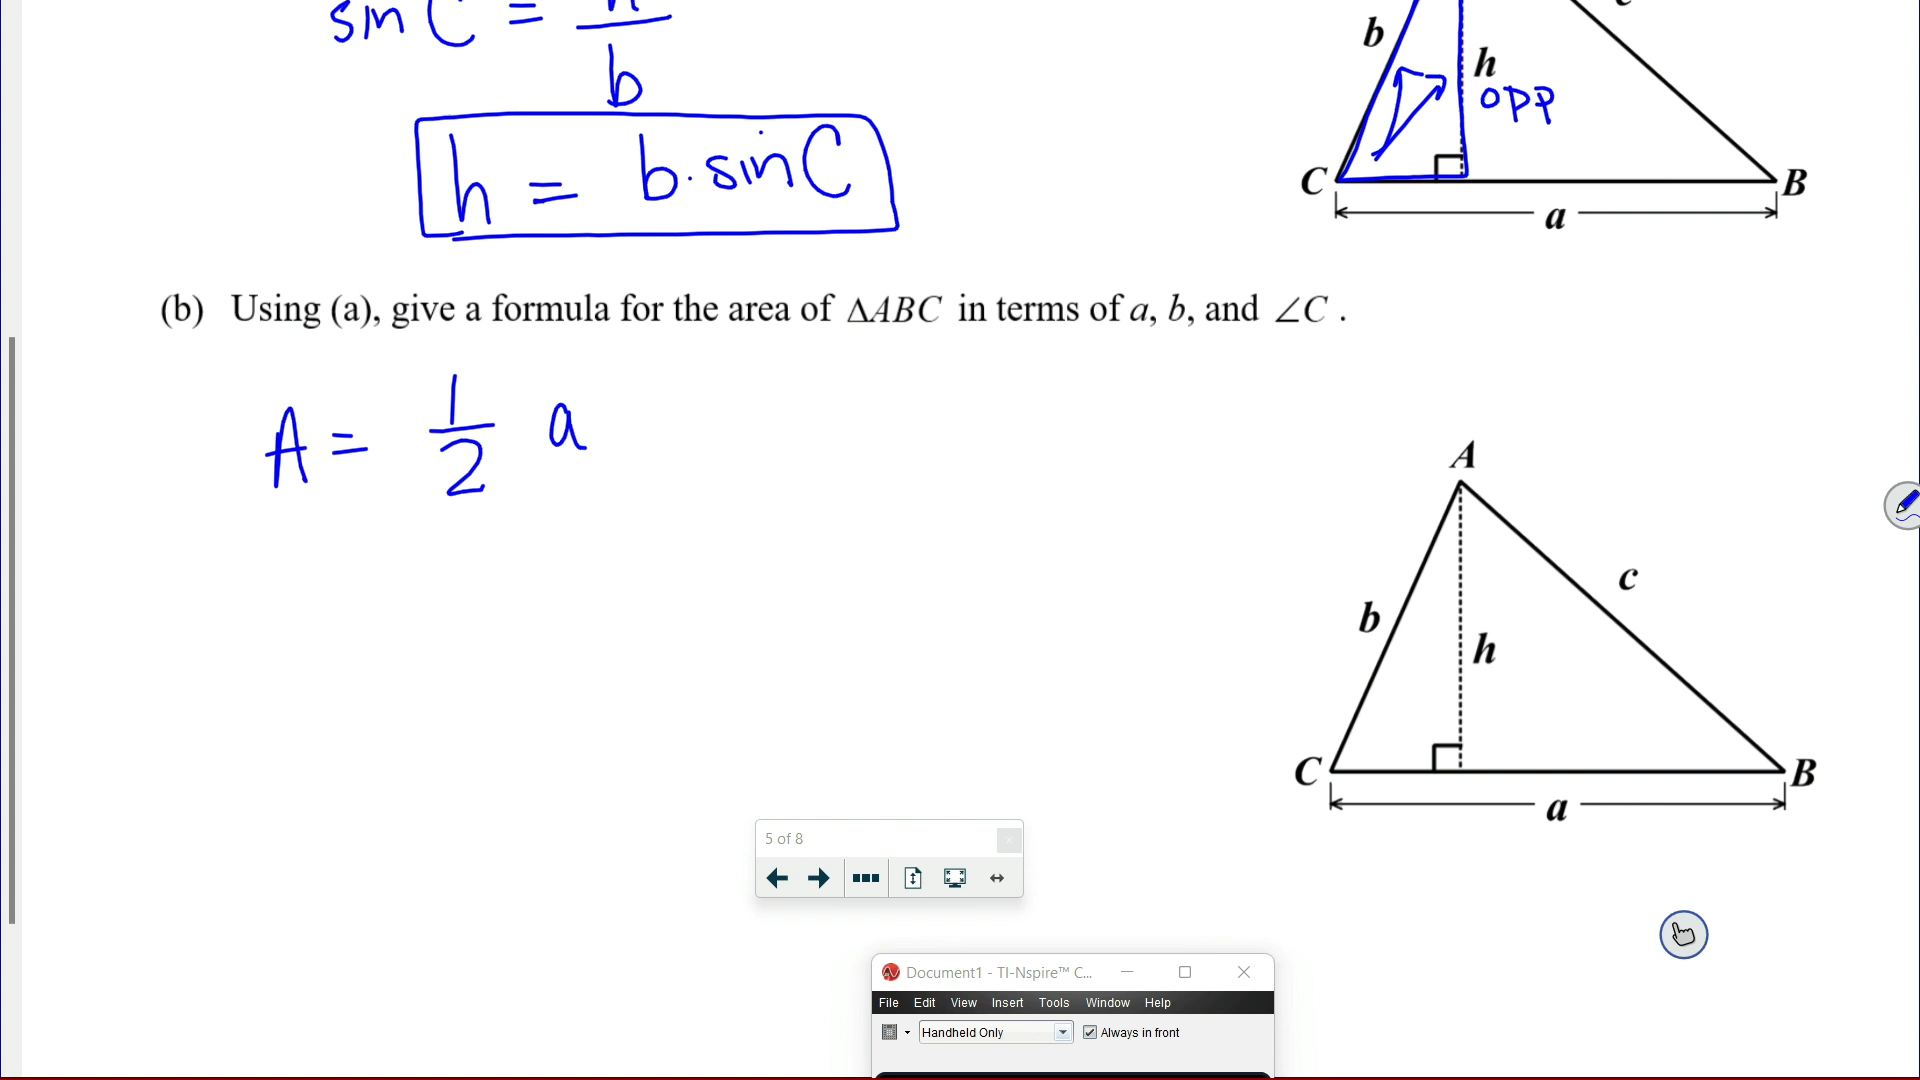 sin C = h
b
b
h
opp
h = b·sinC
C
B
a
(b) Using (a), give a formula for the area of ΔABC in terms of a, b, and ∠C .
A = 1/2 a
A
c
b
h
C
B
a
5 of 8
Document1 - TI-Nspire™ C...
File Edit View Insert Tools Window Help
Handheld Only
Always in front